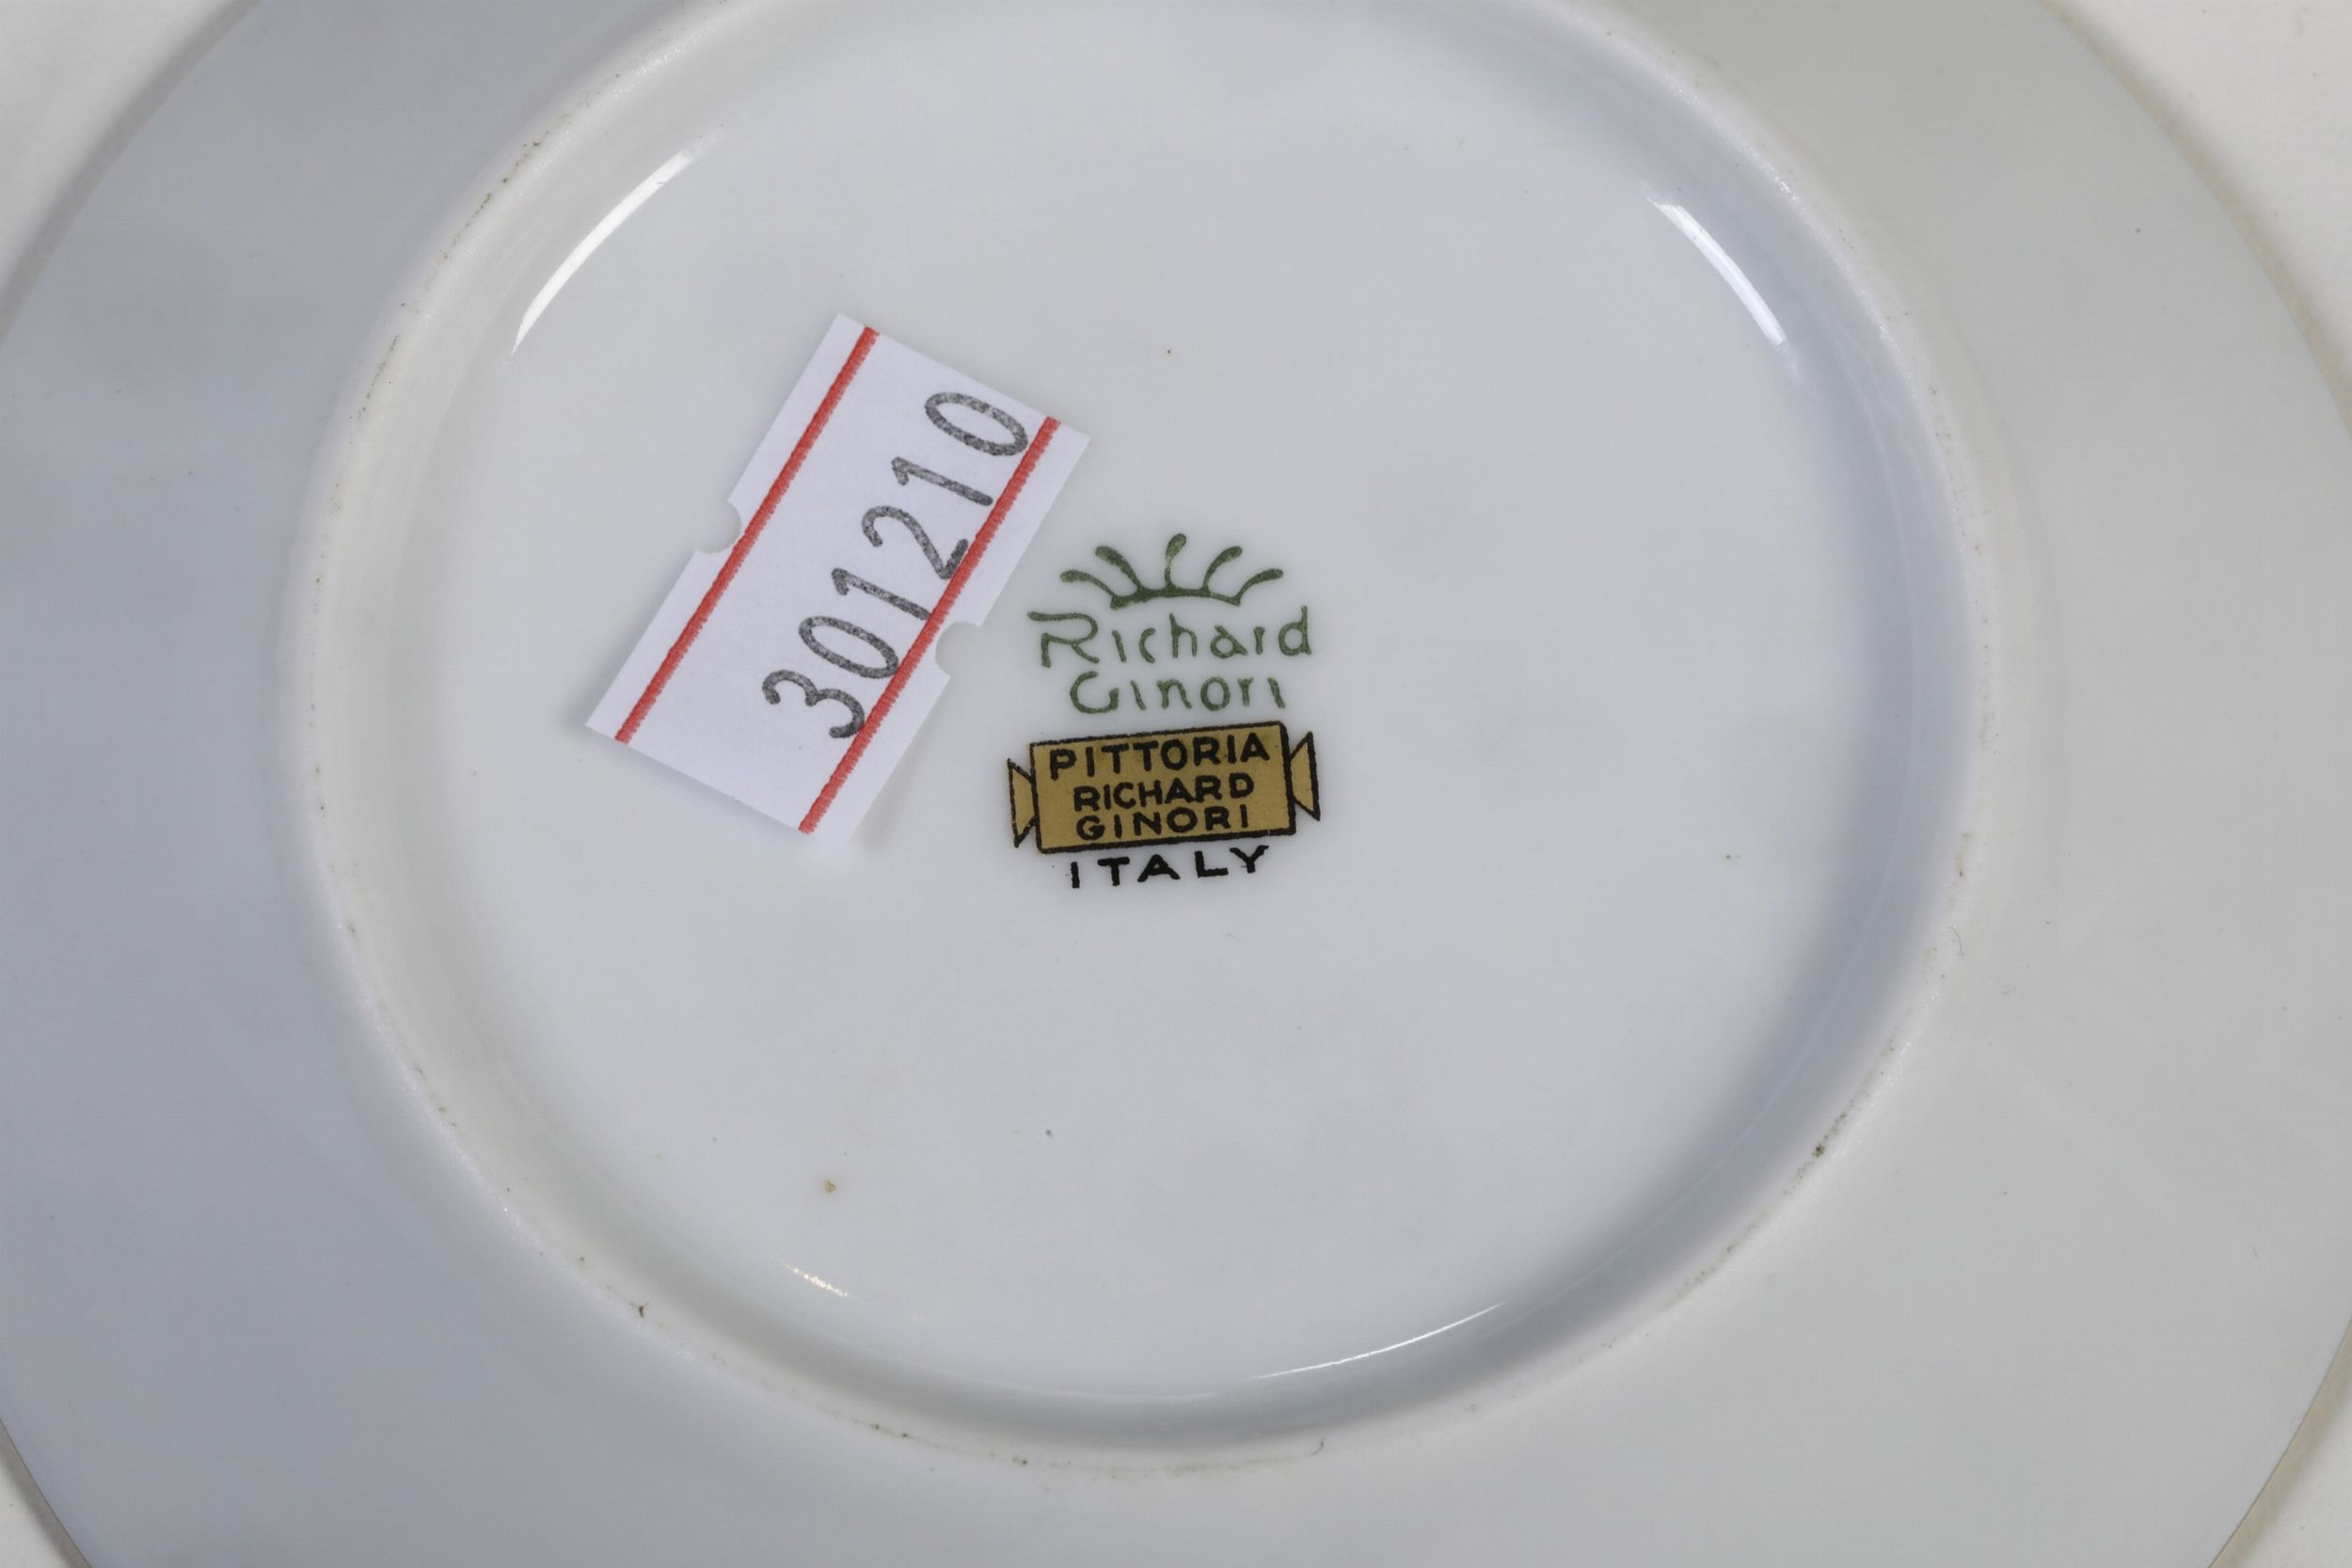 301210
Richard
Ginori
PITTORIA
RICHARD
GINORI
ITALY